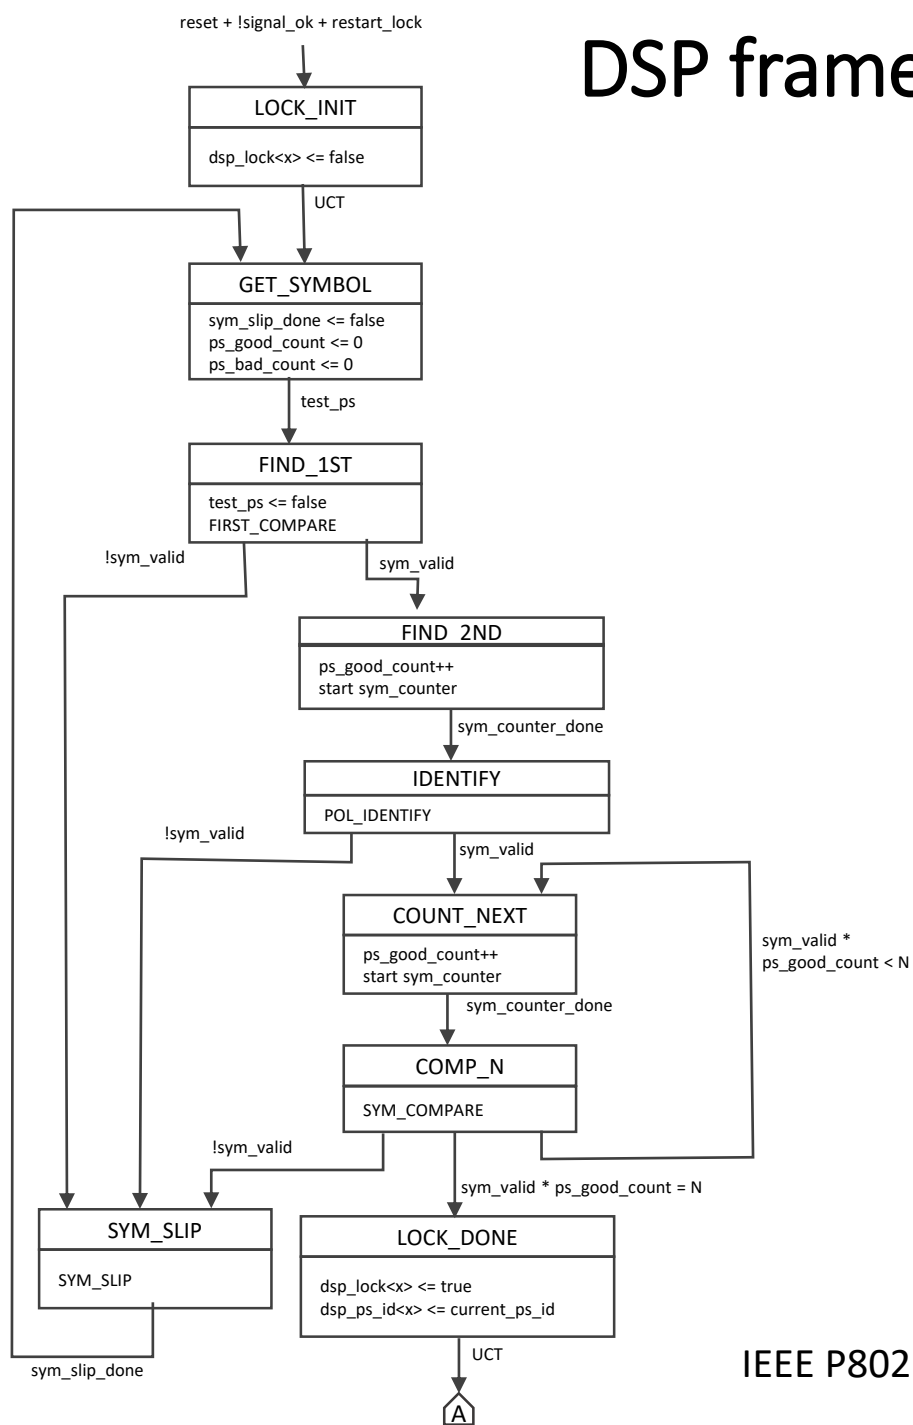 reset + !signal_ok + restart_lock
DSP frame
LOCK_INIT
dsp_lock<x> <= false
UCT
GET_SYMBOL
sym_slip_done <= false
ps_good_count <= 0
ps_bad_count <= 0
test_ps
FIND_1ST
test_ps <= false
FIRST_COMPARE
!sym_valid
sym_valid
FIND_2ND
ps_good_count++
start sym_counter
sym_counter_done
IDENTIFY
POL_IDENTIFY
!sym_valid
sym_valid
COUNT_NEXT
ps_good_count++
start sym_counter
sym_valid *
ps_good_count < N
sym_counter_done
COMP_N
SYM_COMPARE
!sym_valid
sym_valid * ps_good_count = N
SYM_SLIP
SYM_SLIP
LOCK_DONE
dsp_lock<x> <= true
dsp_ps_id<x> <= current_ps_id
sym_slip_done
UCT
IEEE P802
A